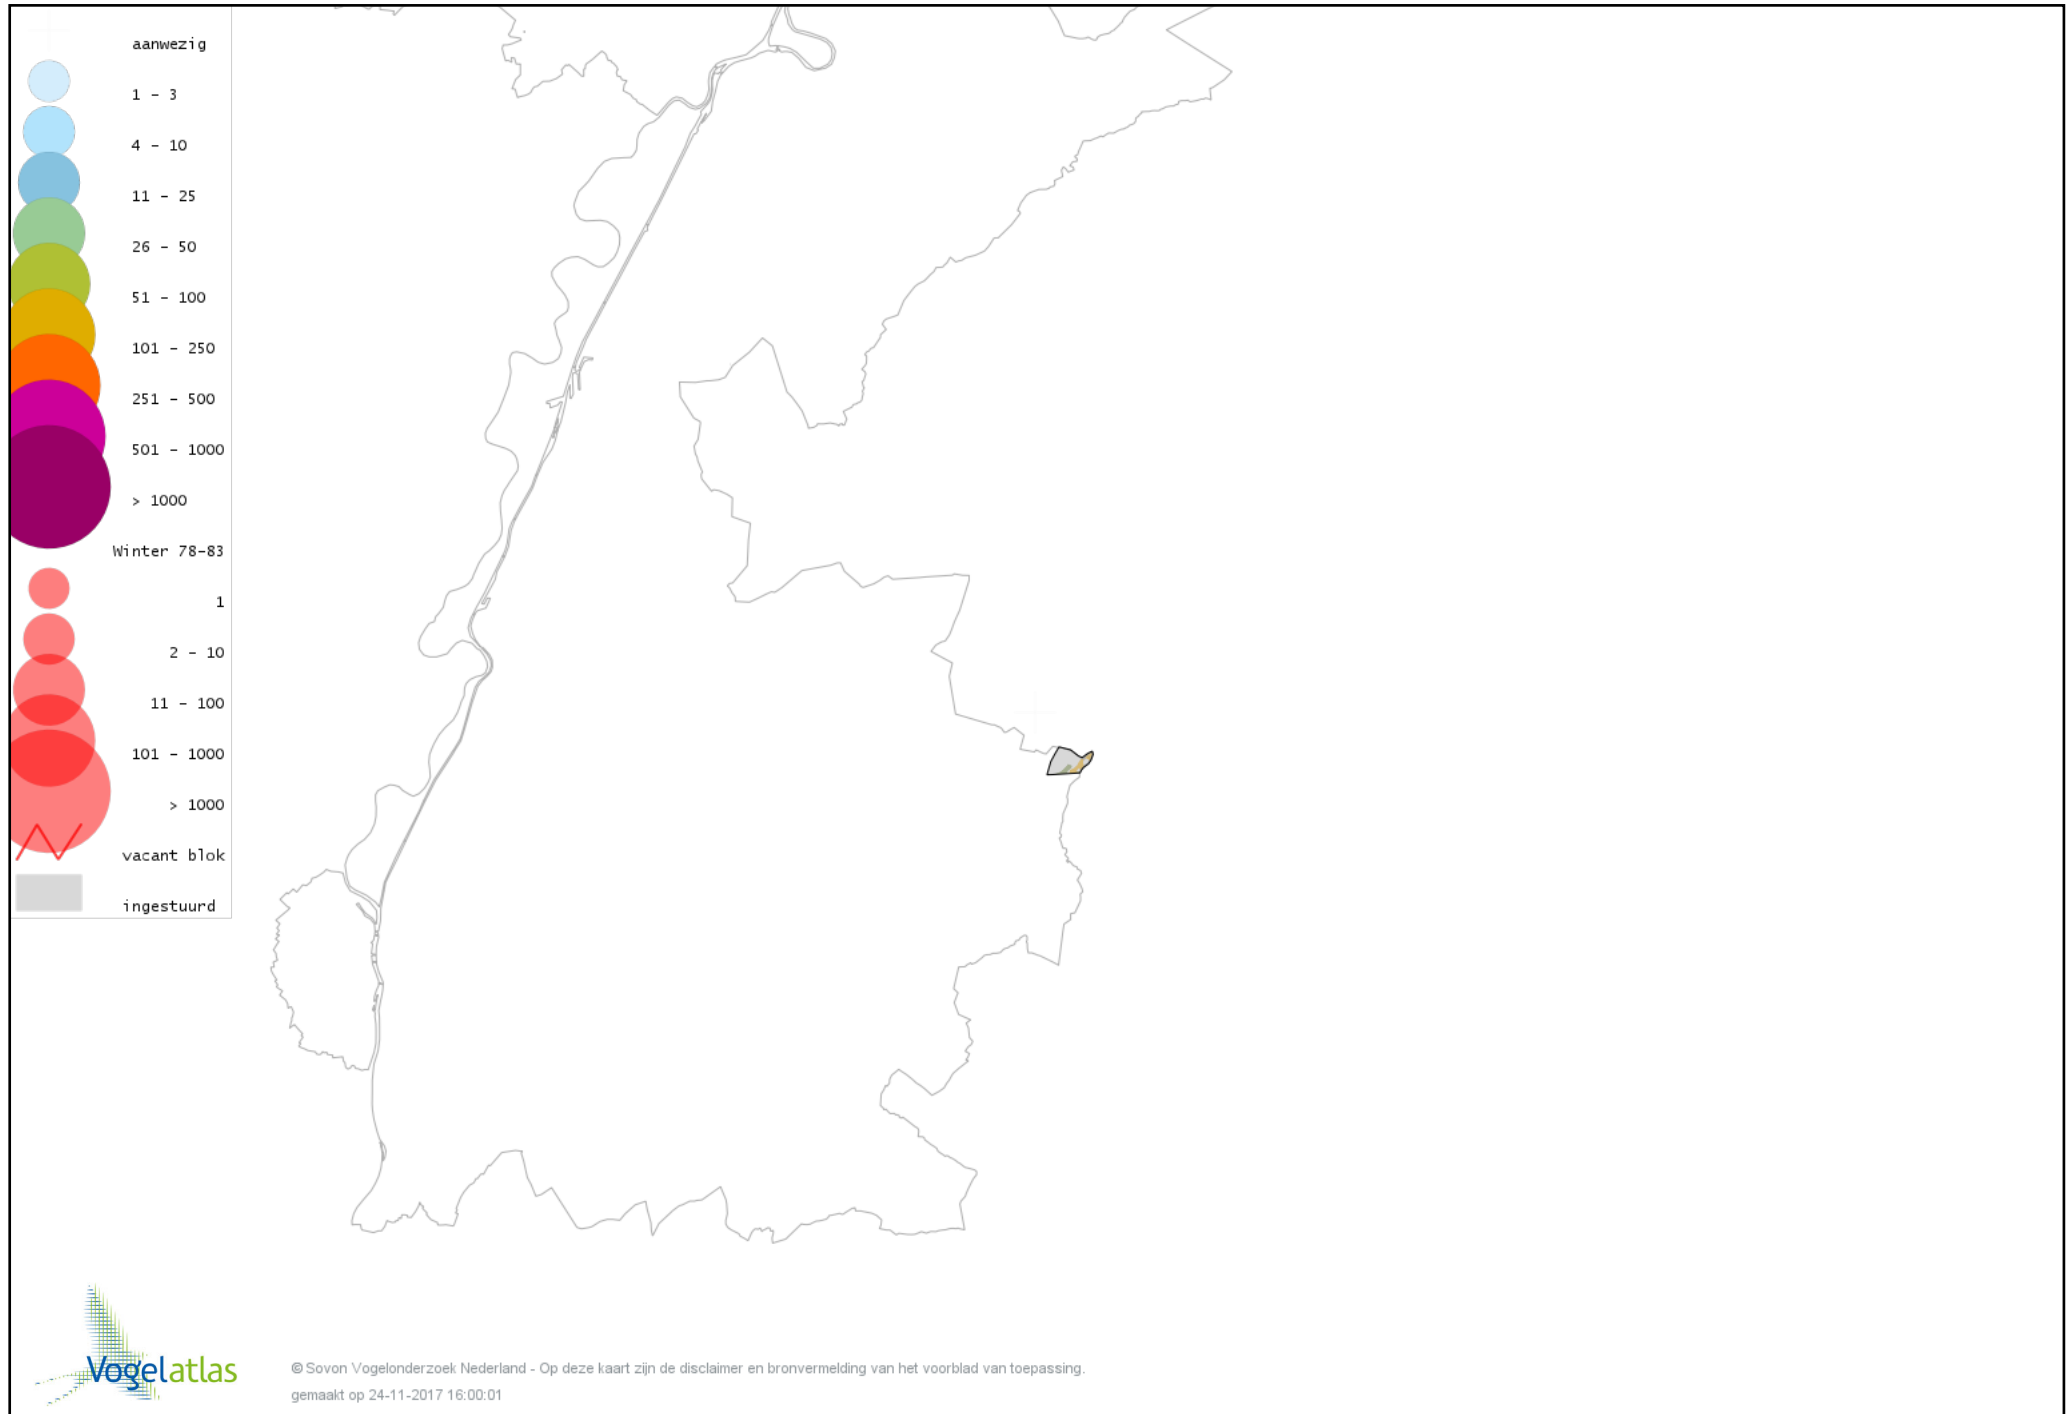 aanwezig
1 - 3
4 - 10
11 - 25
26 - 50
51 - 100
101 - 250
251 - 500
501 - 1000
> 1000
Winter 78-83
1
2 - 10
11 - 100
101 - 1000
> 1000
vacant blok
ingestuurd
Vogelatlas
© Sovon Vogelonderzoek Nederland - Op deze kaart zijn de disclaimer en bronvermelding van het voorblad van toepassing.
gemaakt op 24-11-2017 16:00:01